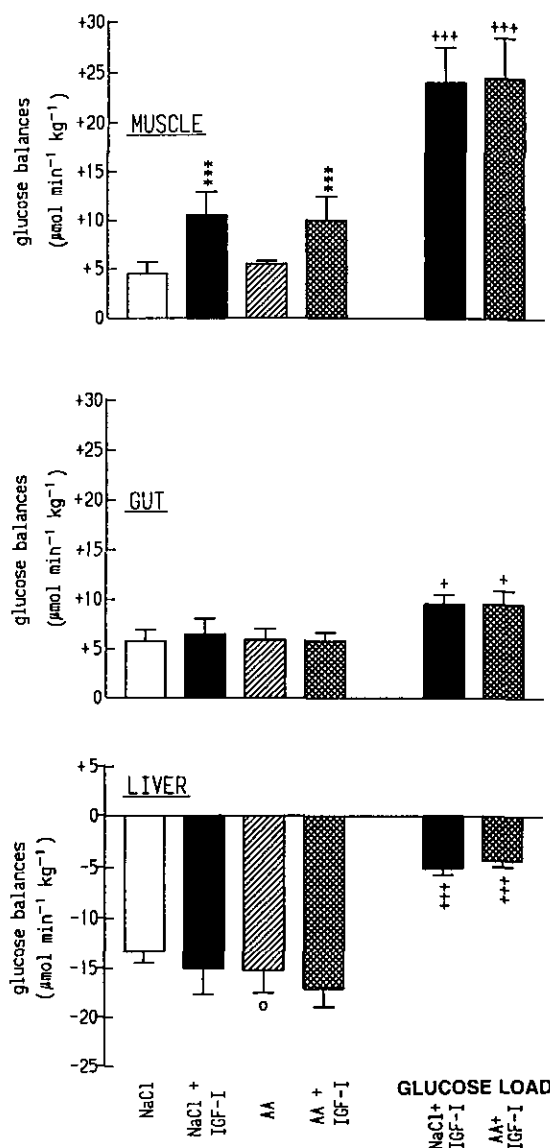 +30
+25
+++
+++
+20
MUSCLE
+15
***
***
+10
+5
0
glucose balances
(µmol min⁻¹ kg⁻¹)
+30
+25
+20
GUT
+15
+10
+
+
+5
0
glucose balances
(µmol min⁻¹ kg⁻¹)
+5
LIVER
0
-5
+++
+++
-10
-15
o
-20
-25
glucose balances
(µmol min⁻¹ kg⁻¹)
NaCl
NaCl +
IGF-I
AA
AA +
IGF-I
GLUCOSE LOAD
NaCl+
IGF-I
AA+
IGF-I